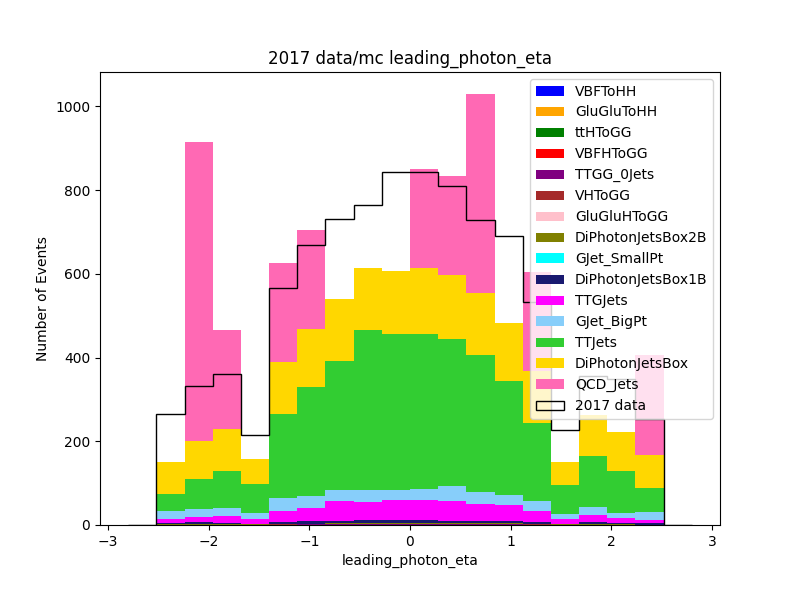 2017 data/mc leading_photon_eta
Number of Events
1000
800
600
400
200
0
−3
−2
−1
0
1
2
3
leading_photon_eta
VBFToHH
GluGluToHH
ttHToGG
VBFHToGG
TTGG_0Jets
VHToGG
GluGluHToGG
DiPhotonJetsBox2B
GJet_SmallPt
DiPhotonJetsBox1B
TTGJets
GJet_BigPt
TTJets
DiPhotonJetsBox
QCD_Jets
2017 data